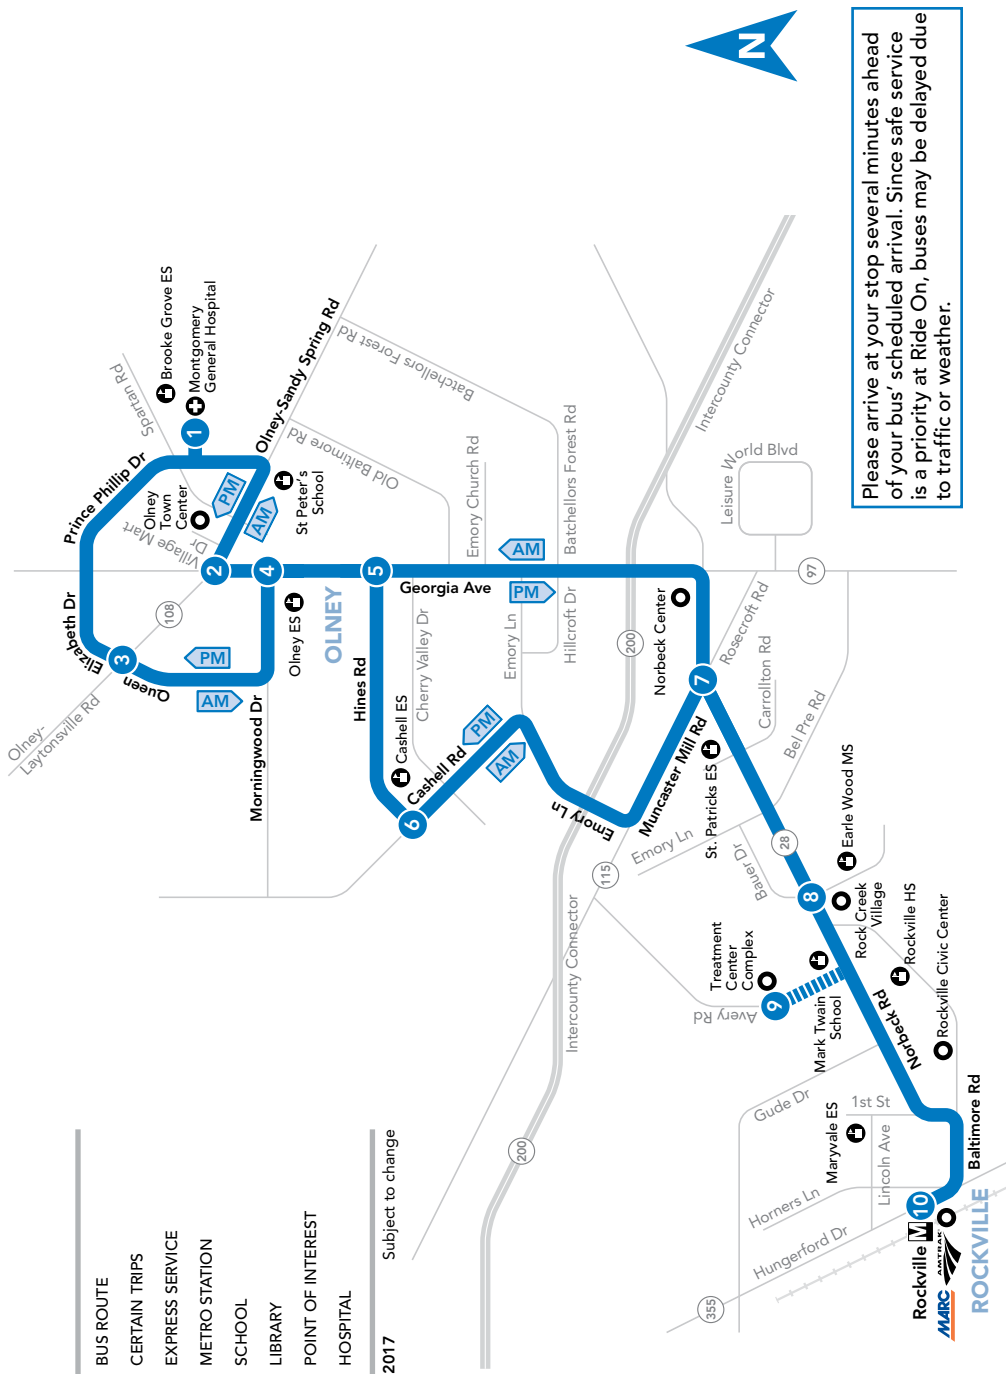 BUS ROUTE
CERTAIN TRIPS
EXPRESS SERVICE
METRO STATION
SCHOOL
LIBRARY
POINT OF INTEREST
HOSPITAL
2017
Subject to change
N
Please arrive at your stop several minutes ahead
of your bus’ scheduled arrival. Since safe service
is a priority at Ride On, buses may be delayed due
to traffic or weather.
Brooke Grove ES
Montgomery
General Hospital
Spartan Rd
1
Prince Phillip Dr
Olney
Town
Center
Village Mart
Dr
Olney-Sandy Spring Rd
PM
AM
St Peter's
School
2
Batchellors Forest Rd
Old Baltimore Rd
Elizabeth Dr
Queen
3
108
Olney-
Laytonsville Rd
PM
AM
Morningwood Dr
4
Olney ES
OLNEY
5
Georgia Ave
Hines Rd
Cherry Valley Dr
Emory Church Rd
AM
PM
Batchellors Forest Rd
Hillcroft Dr
Emory Ln
Cashell ES
6
Cashell Rd
PM
AM
Emory Ln
Intercounty Connector
200
Leisure World Blvd
97
Norbeck Center
7
Rosecroft Rd
Carrollton Rd
Bel Pre Rd
Muncaster Mill Rd
St. Patricks ES
Emory Ln
115
Bauer Dr
28
Earle Wood MS
8
Rock Creek
Village
Rockville HS
Rockville Civic Center
Treatment
Center
Complex
9
Avery Rd
Mark Twain
School
Norbeck Rd
Intercounty Connector
200
Gude Dr
1st St
Maryvale ES
Lincoln Ave
Baltimore Rd
Horners Ln
Hungerford Dr
355
10
Rockville M
MARC
AMTRAK
ROCKVILLE